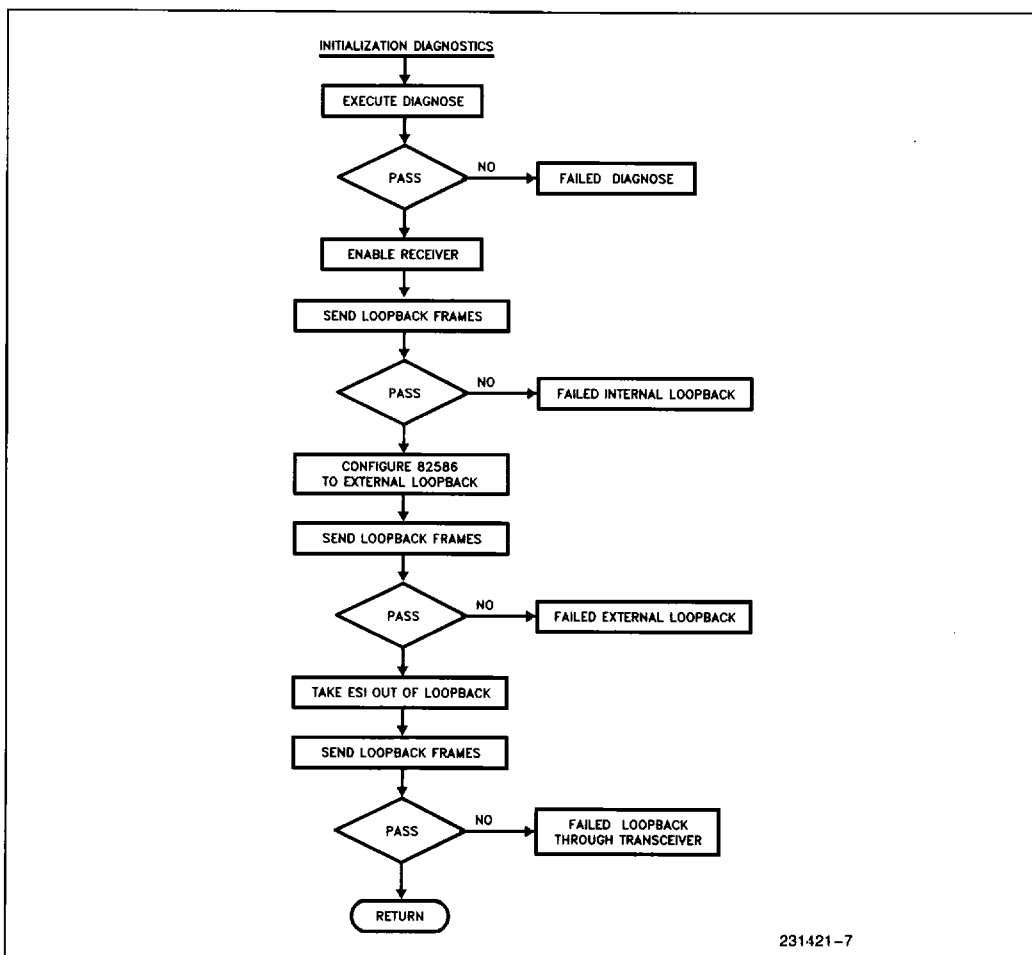 INITIALIZATION DIAGNOSTICS
EXECUTE DIAGNOSE
PASS
NO
FAILED DIAGNOSE
ENABLE RECEIVER
SEND LOOPBACK FRAMES
PASS
NO
FAILED INTERNAL LOOPBACK
CONFIGURE 82586
TO EXTERNAL LOOPBACK
SEND LOOPBACK FRAMES
PASS
NO
FAILED EXTERNAL LOOPBACK
TAKE ESI OUT OF LOOPBACK
SEND LOOPBACK FRAMES
PASS
NO
FAILED LOOPBACK
THROUGH TRANSCEIVER
RETURN
231421-7